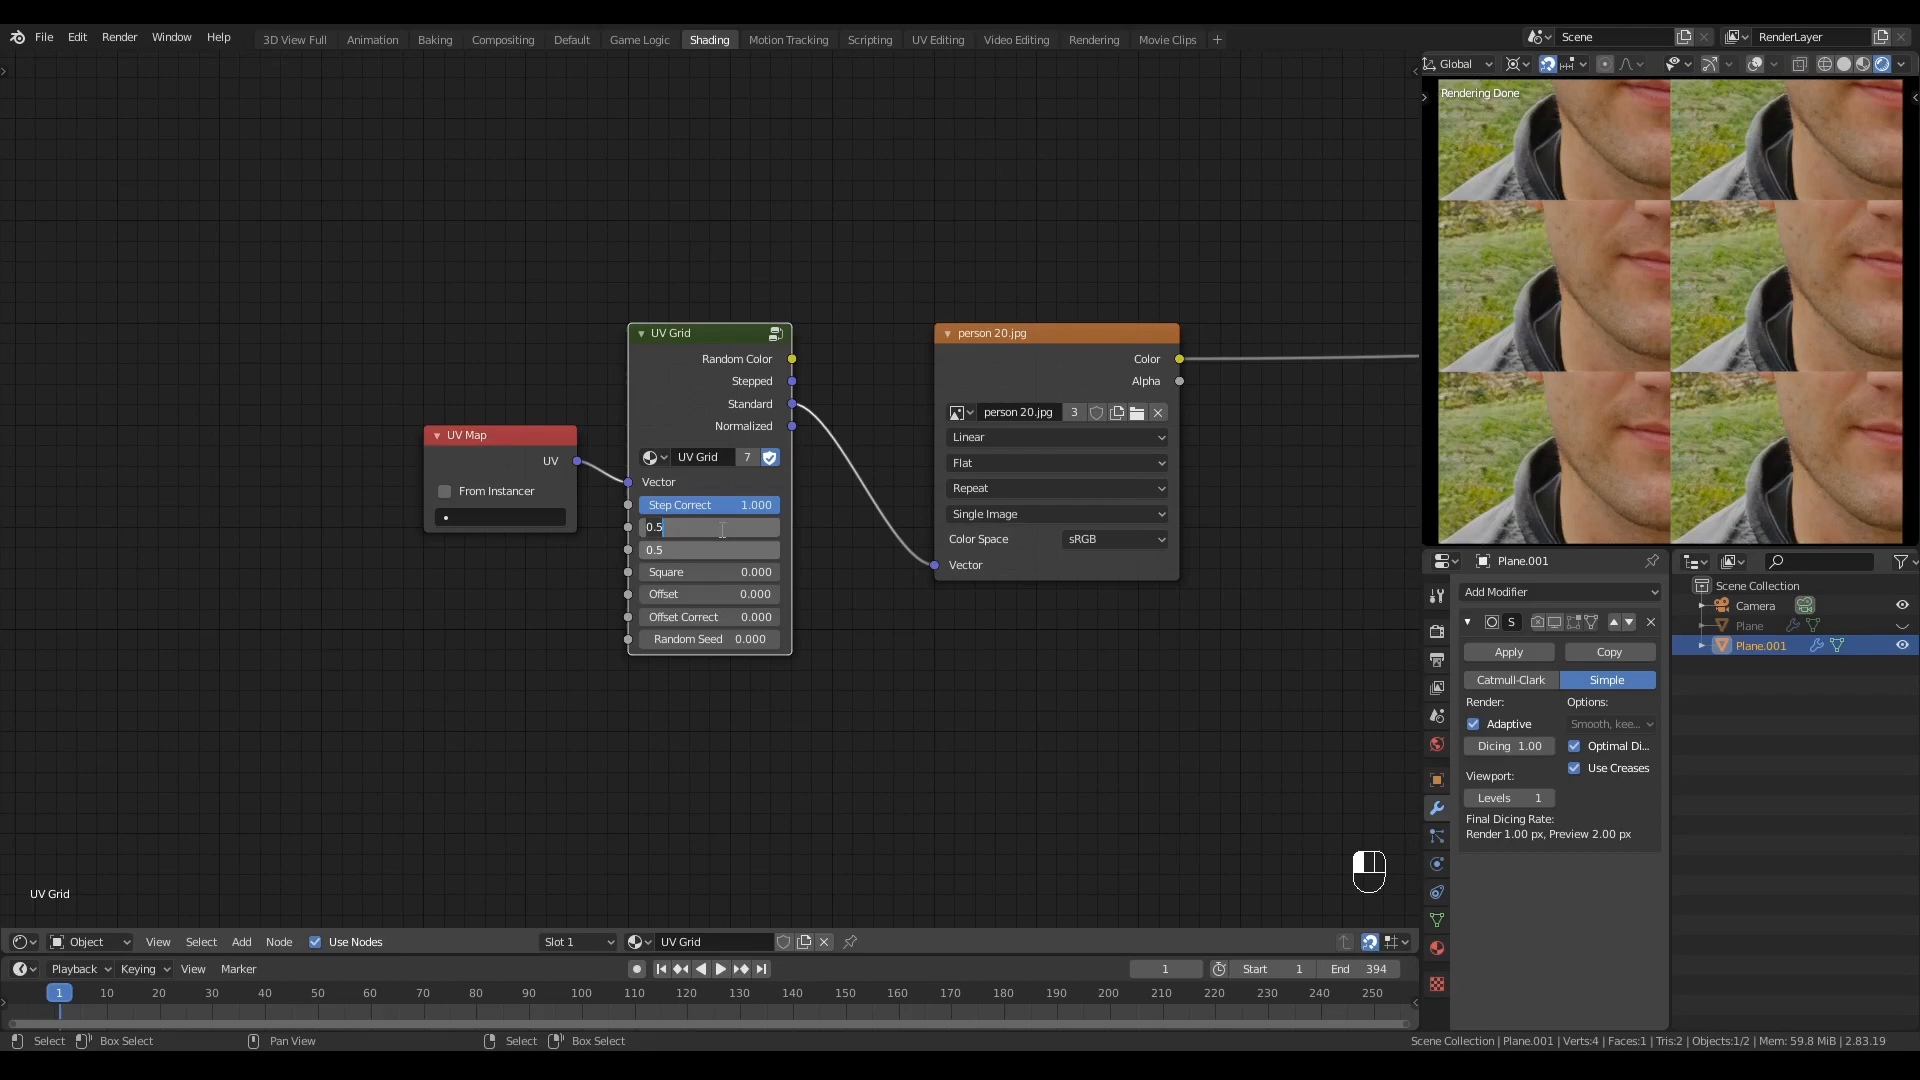 File Edit Render Window Help 3D View Full Animation Baking Compositing Default Game Logic Shading Motion Tracking Scripting UV Editing Video Editing Rendering Movie Clips + Scene RenderLayer
Global
Rendering Done
UV Grid
Random Color
Stepped
Standard
Normalized
UV Grid 7
Vector
Step Correct 1.000
0.5
0.5
Square 0.000
Offset 0.000
Offset Correct 0.000
Random Seed 0.000
UV Map
UV
From Instancer
person 20.jpg
Color
Alpha
person 20.jpg 3
Linear
Flat
Repeat
Single Image
Color Space sRGB
Vector
Plane.001
Add Modifier
S
Apply Copy
Catmull-Clark Simple
Render: Options:
Adaptive Smooth, kee...
Dicing 1.00 Optimal Di...
Use Creases
Viewport:
Levels 1
Final Dicing Rate:
Render 1.00 px, Preview 2.00 px
Scene Collection
Camera
Plane
Plane.001
UV Grid
Object View Select Add Node Use Nodes Slot 1 UV Grid
Playback Keying View Marker 1 Start 1 End 394
1 10 20 30 40 50 60 70 80 90 100 110 120 130 140 150 160 170 180 190 200 210 220 230 240 250
Select Box Select Pan View Select Box Select Scene Collection | Plane.001 | Verts:4 | Faces:1 | Tris:2 | Objects:1/2 | Mem: 59.8 MiB | 2.83.19